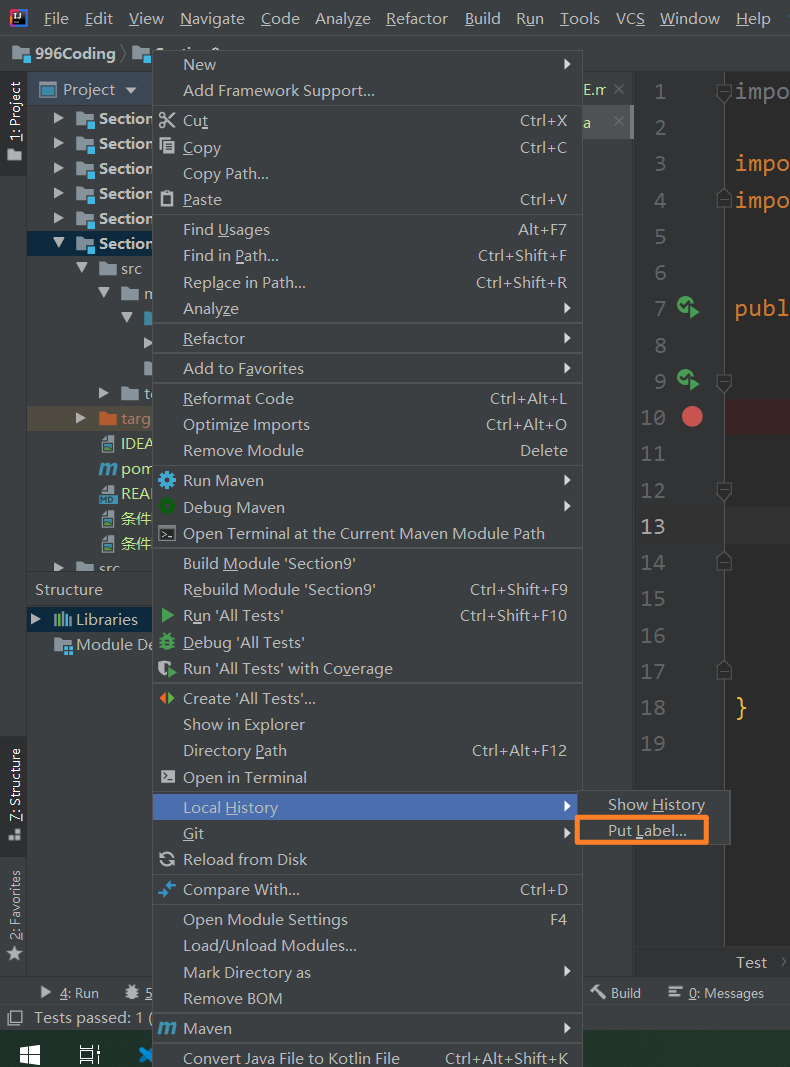 File Edit View Navigate Code Analyze Refactor Build Run Tools VCS Window Help
996Coding
1: Project
Project
Section
Section
Section
Section
Section
Section
src
targ
IDEA
pom
READ
条件
条件
src
Structure
Libraries
Module De
7: Structure
2: Favorites
New
Add Framework Support...
Cut Ctrl+X
Copy Ctrl+C
Copy Path...
Paste Ctrl+V
Find Usages Alt+F7
Find in Path... Ctrl+Shift+F
Replace in Path... Ctrl+Shift+R
Analyze
Refactor
Add to Favorites
Reformat Code Ctrl+Alt+L
Optimize Imports Ctrl+Alt+O
Remove Module Delete
Run Maven
Debug Maven
Open Terminal at the Current Maven Module Path
Build Module 'Section9'
Rebuild Module 'Section9' Ctrl+Shift+F9
Run 'All Tests' Ctrl+Shift+F10
Debug 'All Tests'
Run 'All Tests' with Coverage
Create 'All Tests'...
Show in Explorer
Directory Path Ctrl+Alt+F12
Open in Terminal
Local History
Git
Reload from Disk
Compare With... Ctrl+D
Open Module Settings F4
Load/Unload Modules...
Mark Directory as
Remove BOM
Maven
Convert Java File to Kotlin File Ctrl+Alt+Shift+K
Show History
Put Label...
E.m
a
1 impo
2
3 impo
4 impo
5
6
7 publ
8
9
10
11
12
13
14
15
16
17
18 }
19
Test
4: Run 5 Build 0: Messages
Tests passed: 1 (